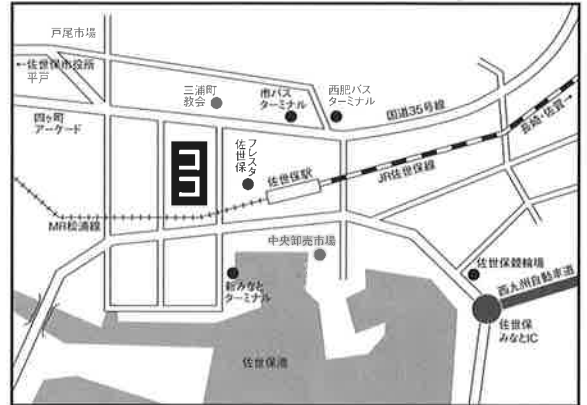 戸尾市場
←佐世保市役所
平戸
三浦町
教会
市バス
ターミナル
西肥バス
ターミナル
国道35号線
長崎・佐賀→
四ヶ町
アーケード
ココ
フレスタ
佐世保
佐世保駅
JR佐世保線
MR松浦線
中央卸売市場
佐世保競輪場
新みなと
ターミナル
西九州自動車道
佐世保
みなとIC
佐世保港